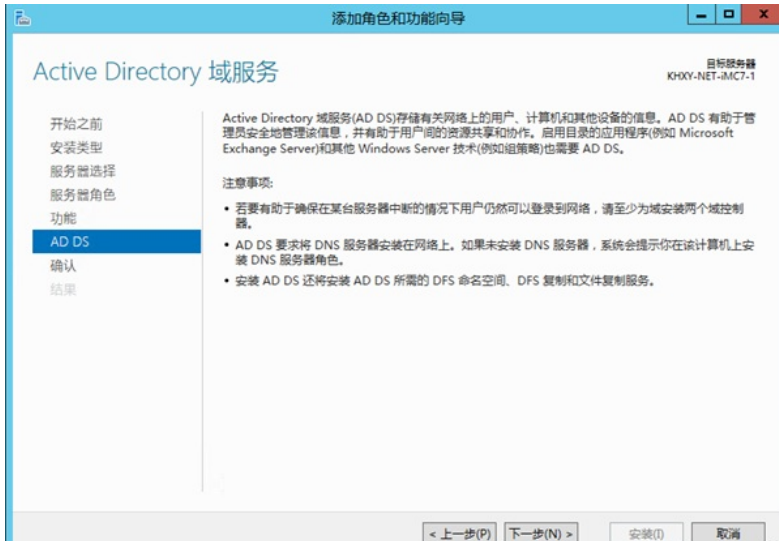 添加角色和功能向导
Active Directory 域服务
目标服务器
KHXY-NET-iMC7-1
开始之前
安装类型
服务器选择
服务器角色
功能
AD DS
确认
结果
Active Directory 域服务(AD DS)存储有关网络上的用户、计算机和其他设备的信息。AD DS 有助于管
理员安全地管理该信息，并有助于用户间的资源共享和协作。启用目录的应用程序(例如 Microsoft
Exchange Server)和其他 Windows Server 技术(例如组策略)也需要 AD DS。
注意事项:
• 若要有助于确保在某台服务器中断的情况下用户仍然可以登录到网络，请至少为域安装两个域控制
器。
• AD DS 要求将 DNS 服务器安装在网络上。如果未安装 DNS 服务器，系统会提示你在该计算机上安
装 DNS 服务器角色。
• 安装 AD DS 还将安装 AD DS 所需的 DFS 命名空间、DFS 复制和文件复制服务。
< 上一步(P)
下一步(N) >
安装(I)
取消